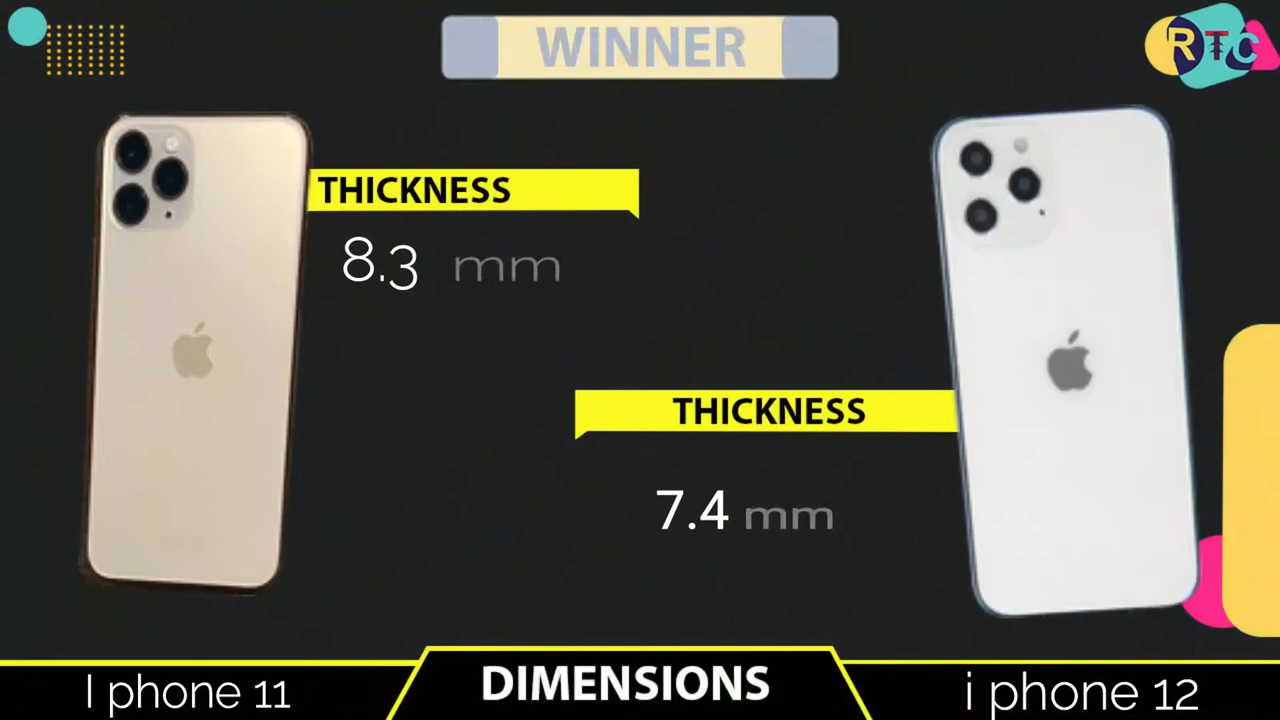 WINNER
RTC
THICKNESS
8.3 mm
THICKNESS
7.4 mm
DIMENSIONS
I phone 11
i phone 12